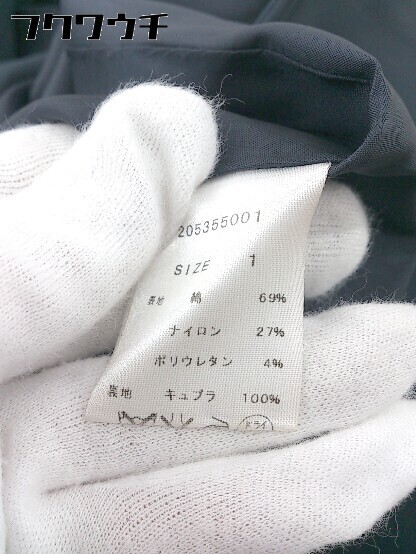 フクワウチ
205355001
SIZE 1
表地 綿 69%
ナイロン 27%
ポリウレタン 4%
裏地 キュプラ 100%
ドライ